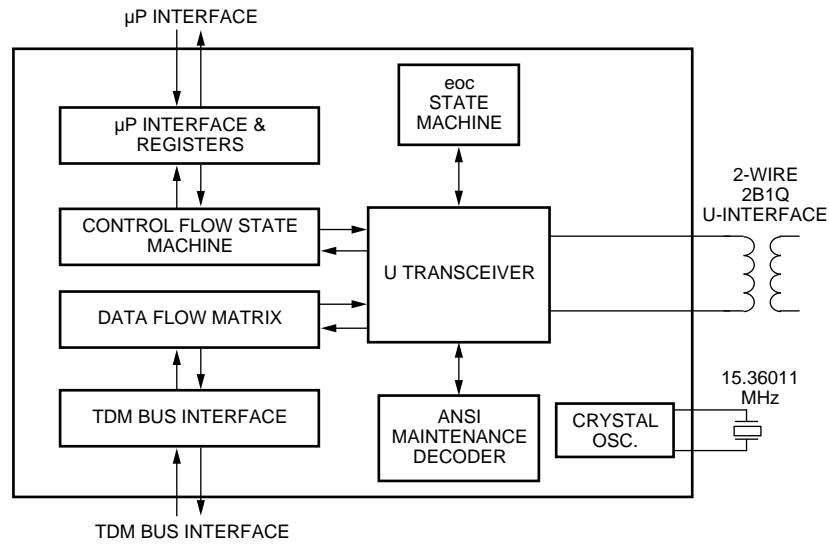 µP INTERFACE
eoc
STATE
MACHINE
µP INTERFACE &
REGISTERS
2-WIRE
2B1Q
U-INTERFACE
CONTROL FLOW STATE
MACHINE
U TRANSCEIVER
DATA FLOW MATRIX
15.36011
MHz
TDM BUS INTERFACE
ANSI
MAINTENANCE
DECODER
CRYSTAL
OSC.
TDM BUS INTERFACE